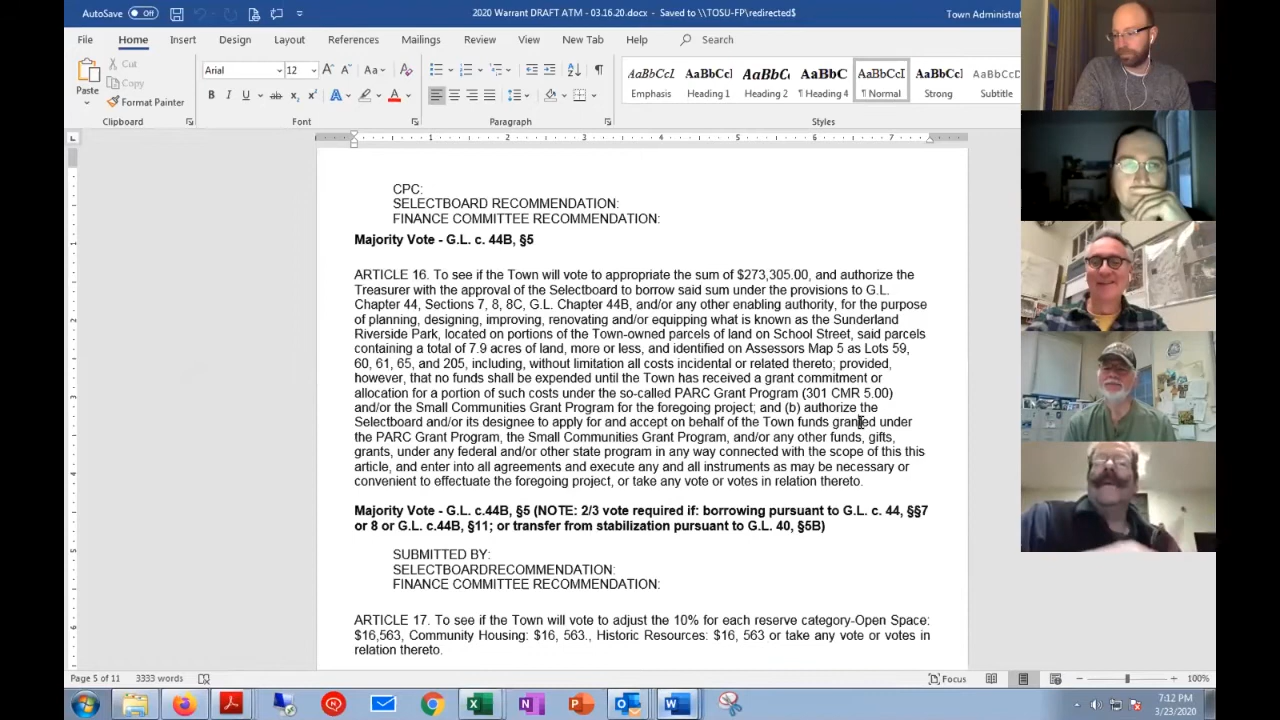 AutoSave Off
2020 Warrant DRAFT ATM - 03.16.20.docx - Saved to \\TOSU-FP\redirected$
Town Administra
File Home Insert Design Layout References Mailings Review View New Tab Help Search
Paste
Cut
Copy
Format Painter
Clipboard
Arial 12
Font
Paragraph
AaBbCcI AaBbCcl AaBbC AaBbC AaBbCcI AaBbCcl AaBbCcD
Emphasis Heading 1 Heading 2 ¶ Heading 4 ¶ Normal Strong Subtitle
Styles
CPC:
SELECTBOARD RECOMMENDATION:
FINANCE COMMITTEE RECOMMENDATION:
Majority Vote - G.L. c. 44B, §5
ARTICLE 16. To see if the Town will vote to appropriate the sum of $273,305.00, and authorize the
Treasurer with the approval of the Selectboard to borrow said sum under the provisions to G.L.
Chapter 44, Sections 7, 8, 8C, G.L. Chapter 44B, and/or any other enabling authority, for the purpose
of planning, designing, improving, renovating and/or equipping what is known as the Sunderland
Riverside Park, located on portions of the Town-owned parcels of land on School Street, said parcels
containing a total of 7.9 acres of land, more or less, and identified on Assessors Map 5 as Lots 59,
60, 61, 65, and 205, including, without limitation all costs incidental or related thereto; provided,
however, that no funds shall be expended until the Town has received a grant commitment or
allocation for a portion of such costs under the so-called PARC Grant Program (301 CMR 5.00)
and/or the Small Communities Grant Program for the foregoing project; and (b) authorize the
Selectboard and/or its designee to apply for and accept on behalf of the Town funds granted under
the PARC Grant Program, the Small Communities Grant Program, and/or any other funds, gifts,
grants, under any federal and/or other state program in any way connected with the scope of this this
article, and enter into all agreements and execute any and all instruments as may be necessary or
convenient to effectuate the foregoing project, or take any vote or votes in relation thereto.
Majority Vote - G.L. c.44B, §5 (NOTE: 2/3 vote required if: borrowing pursuant to G.L. c. 44, §§7
or 8 or G.L. c.44B, §11; or transfer from stabilization pursuant to G.L. 40, §5B)
SUBMITTED BY:
SELECTBOARDRECOMMENDATION:
FINANCE COMMITTEE RECOMMENDATION:
ARTICLE 17. To see if the Town will vote to adjust the 10% for each reserve category-Open Space:
$16,563, Community Housing: $16, 563., Historic Resources: $16, 563 or take any vote or votes in
relation thereto.
Page 5 of 11 3333 words
Focus
100%
7:12 PM
3/23/2020